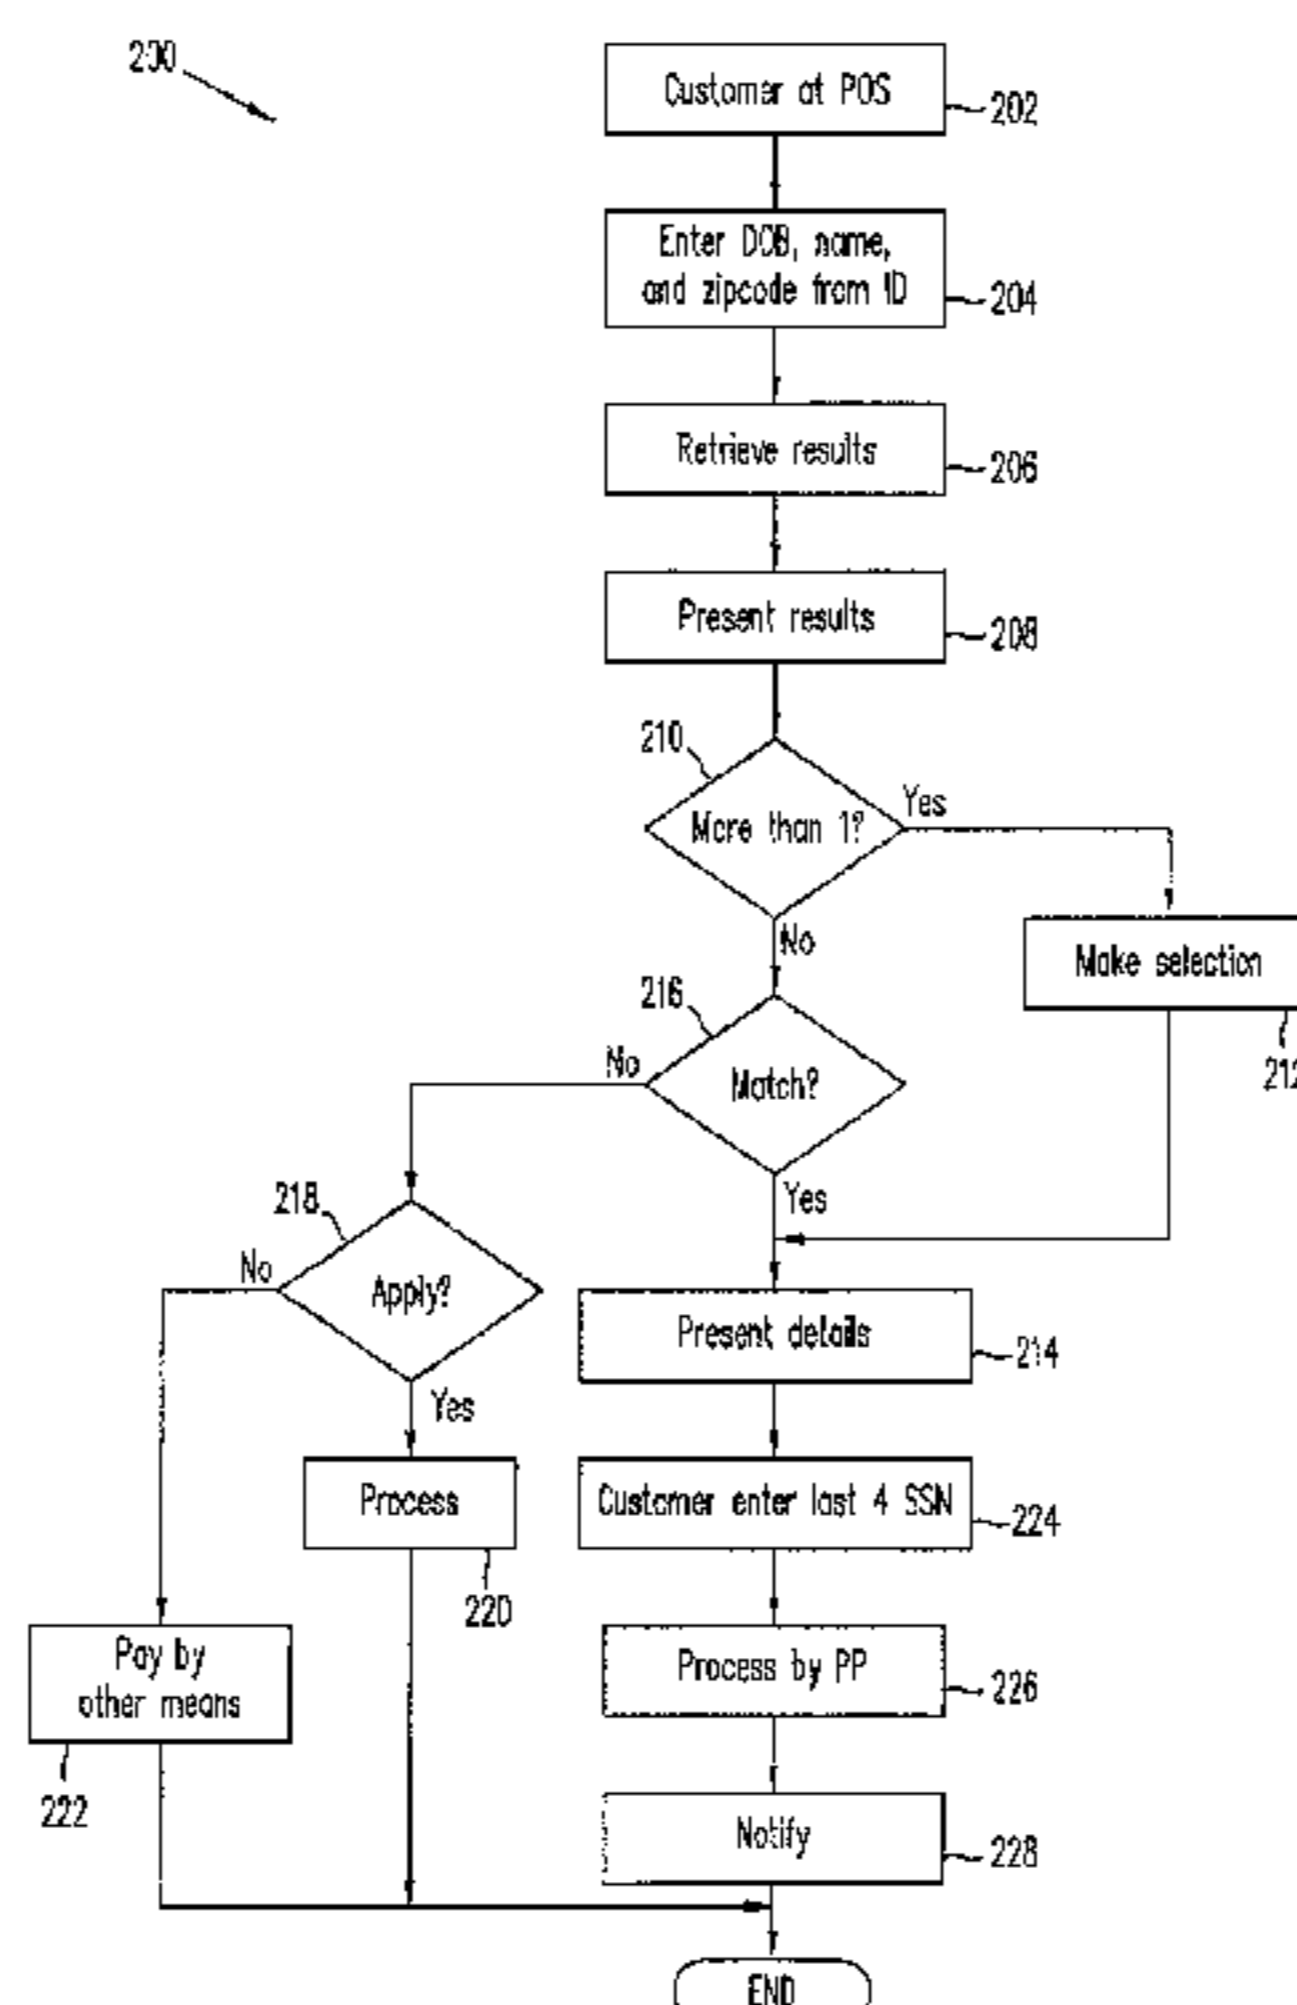 200
Customer at POS
202
Enter DOB, name,
and zipcode from ID
204
Retrieve results
206
Present results
208
210
More than 1?
Yes
No
Make selection
212
216
Match?
No
Yes
218
Apply?
No
Yes
Present details
214
Process
220
Customer enter last 4 SSN
224
Pay by
other means
222
Process by PP
226
Notify
228
END